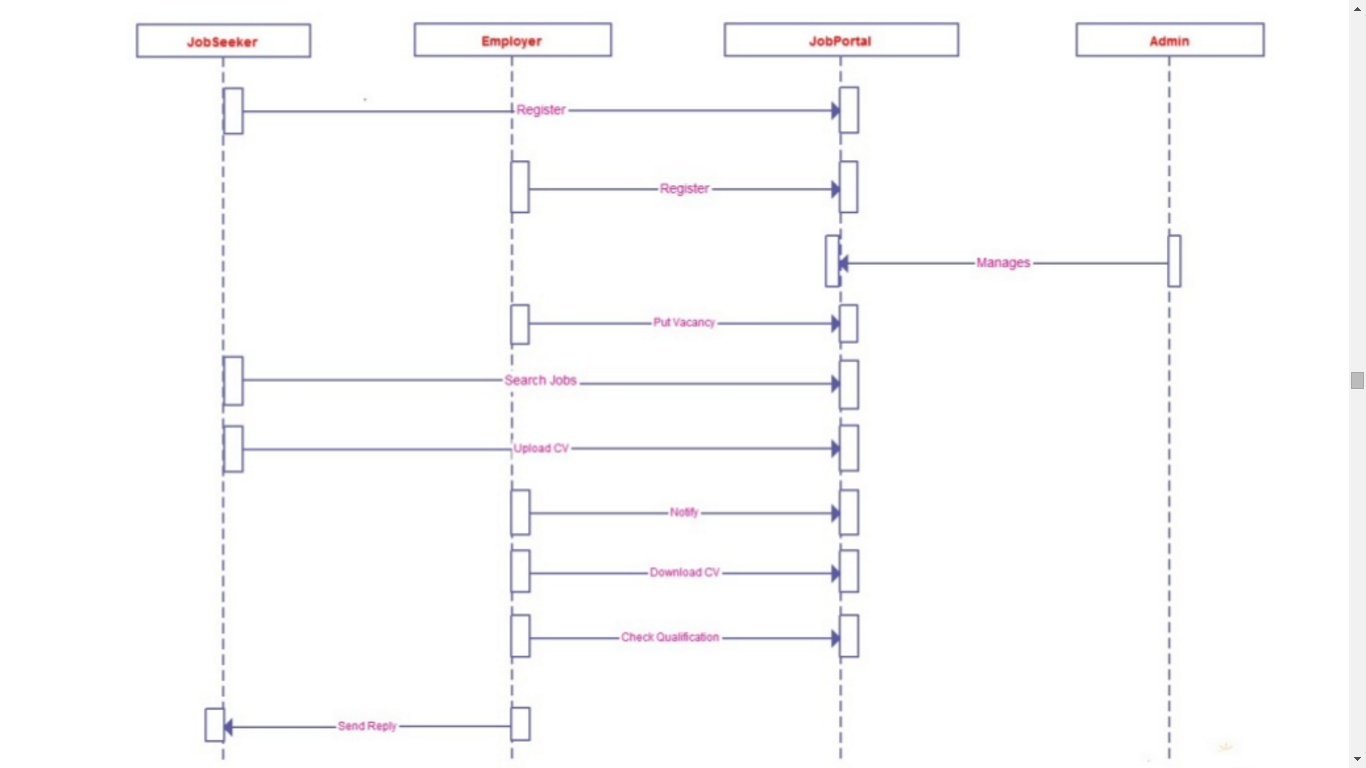 JobSeeker
Employer
JobPortal
Admin
Register
Register
Manages
Put Vacancy
Search Jobs
Upload CV
Notify
Download CV
Check Qualification
Send Reply